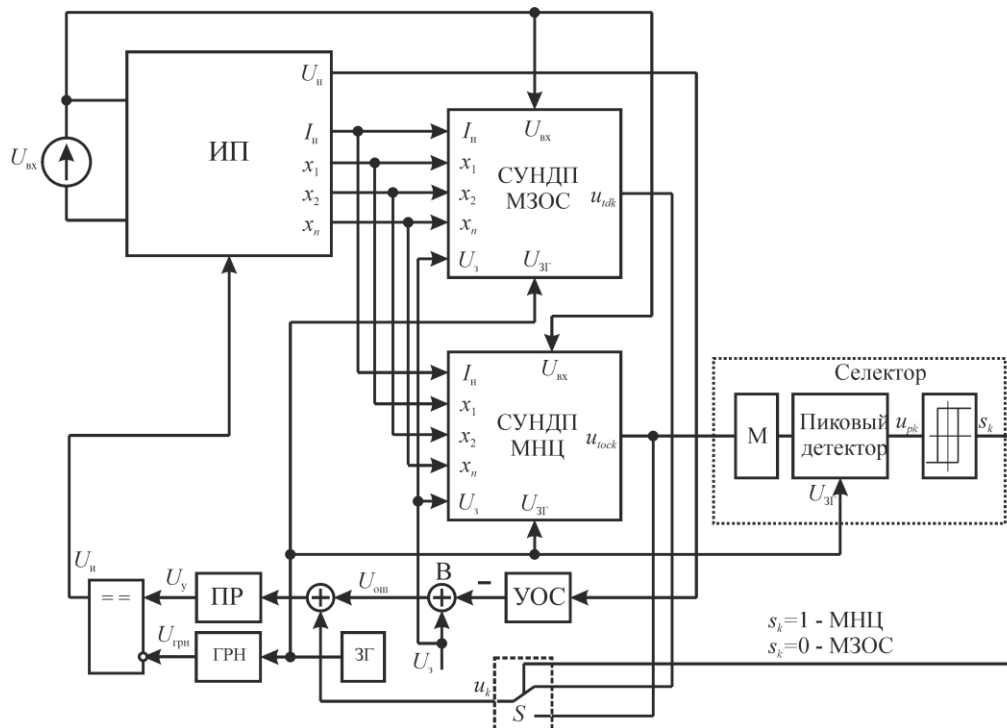 Uн
Uвх
ИП
Iн
x1
x2
xn
Iн
x1
x2
xn
Uз
Uвх
СУНДП
МЗОС
utdk
UЗГ
Iн
x1
x2
xn
Uз
Uвх
СУНДП
МНЦ
utock
UЗГ
Селектор
М
Пиковый
детектор
upk
sk
UЗГ
Uи
= =
Uу
ПР
Uош
В
–
УОС
Uгрн
ГРН
ЗГ
Uз
uk
S
sk=1 - МНЦ
sk=0 - МЗОС